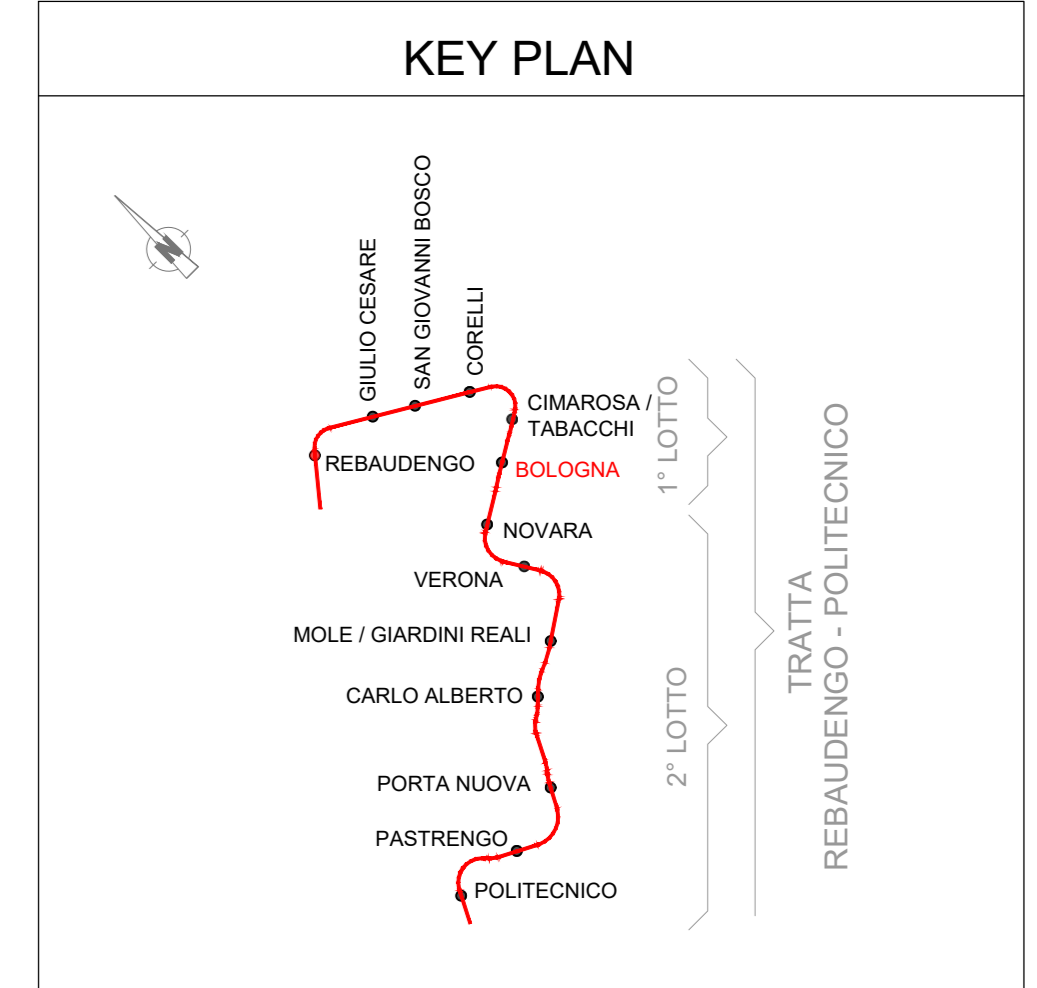 KEY PLAN
N
GIULIO CESARE
SAN GIOVANNI BOSCO
CORELLI
CIMAROSA /
TABACCHI
REBAUDENGO
BOLOGNA
NOVARA
VERONA
MOLE / GIARDINI REALI
CARLO ALBERTO
PORTA NUOVA
PASTRENGO
POLITECNICO
1° LOTTO
2° LOTTO
TRATTA
REBAUDENGO - POLITECNICO